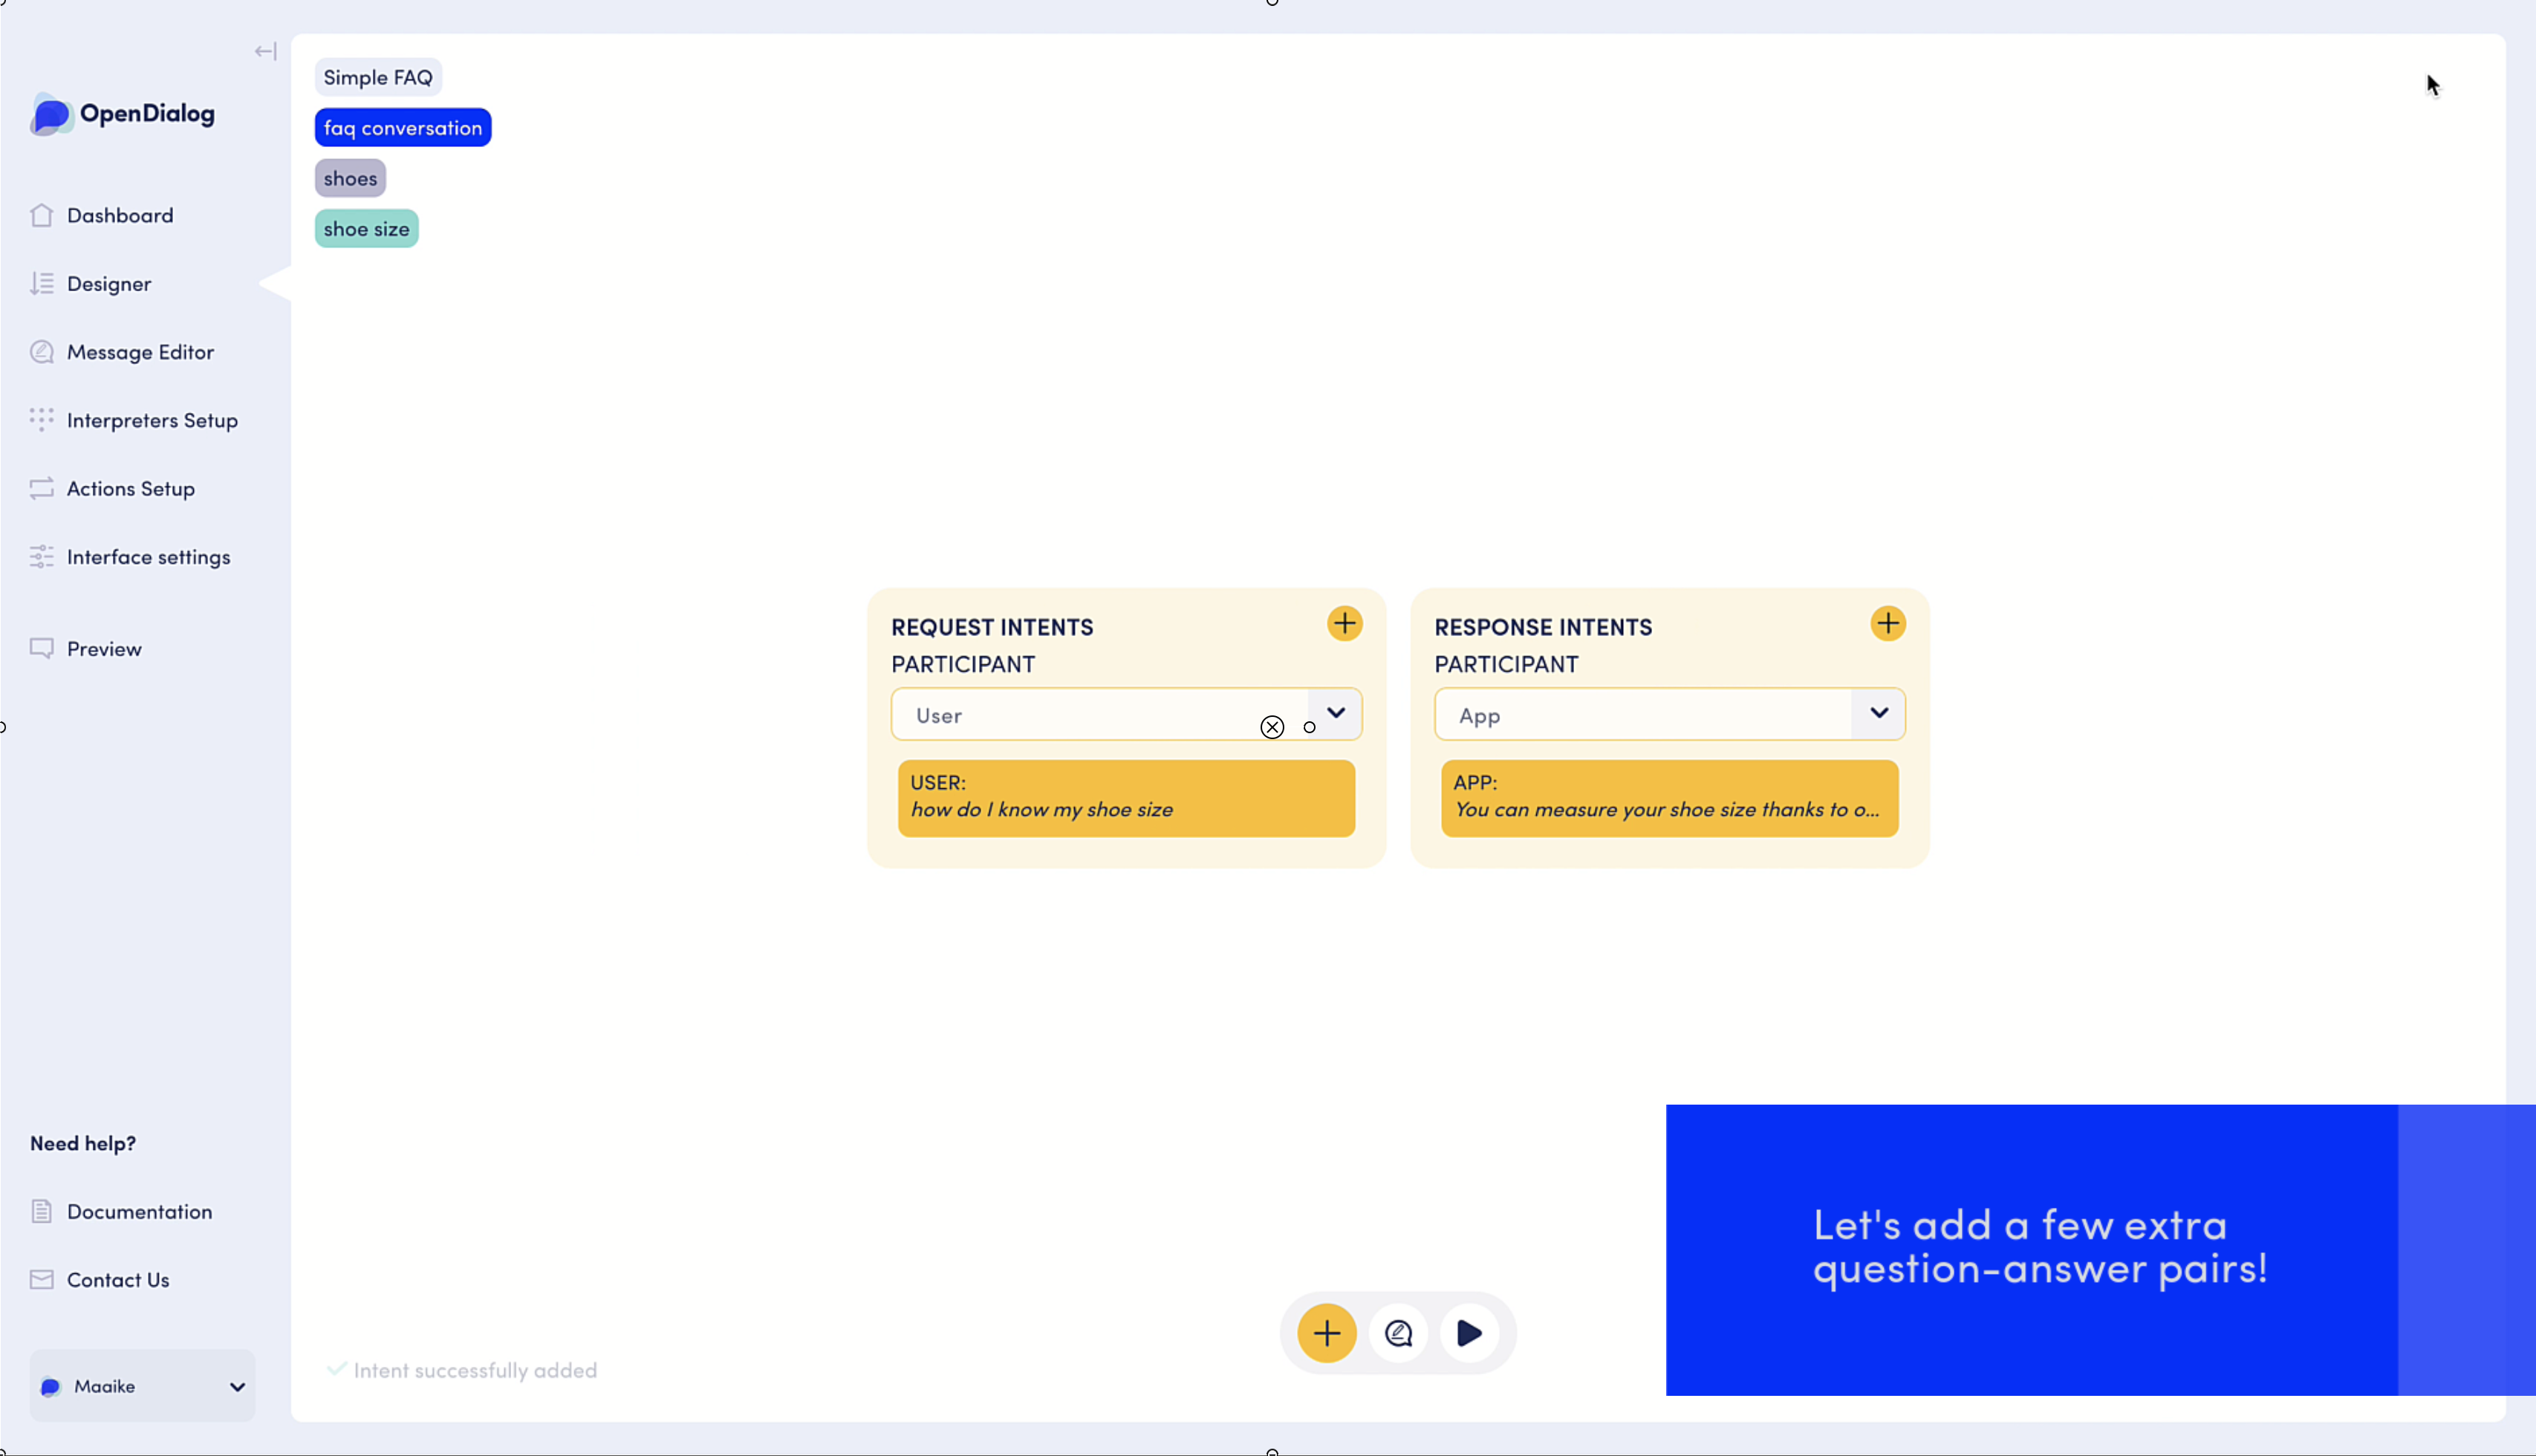 OpenDialog
Dashboard
Designer
Message Editor
Interpreters Setup
Actions Setup
Interface settings
Preview
Need help?
Documentation
Contact Us
Maaike
Simple FAQ
faq conversation
shoes
shoe size
REQUEST INTENTS
PARTICIPANT
User
USER:
how do I know my shoe size
RESPONSE INTENTS
PARTICIPANT
App
APP:
You can measure your shoe size thanks to o...
Intent successfully added
Let's add a few extra
question-answer pairs!